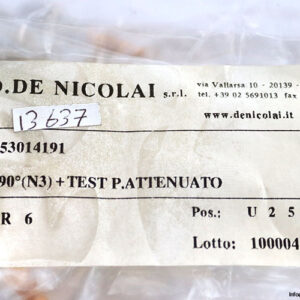 O.DE NICOLAI s.r.l.
via Valtarsa 10 - 20139 -
tel. +39 02 5691013 fax
www.denicolai.it
13637
53014191
90°(N3) + TEST P.ATTENUATO
R 6
Pos.: U 2 5
Lotto: 100004